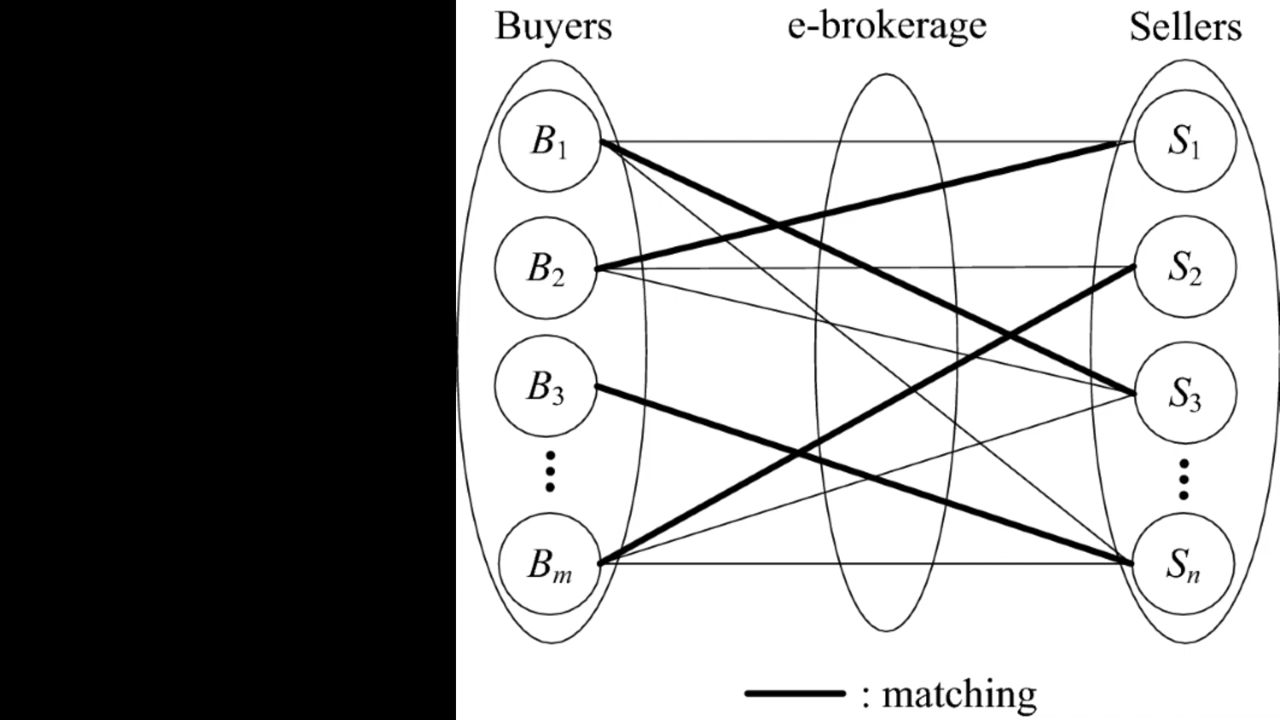 Buyers e-brokerage Sellers
B1 S1
B2 S2
B3 S3
Bm Sn
: matching